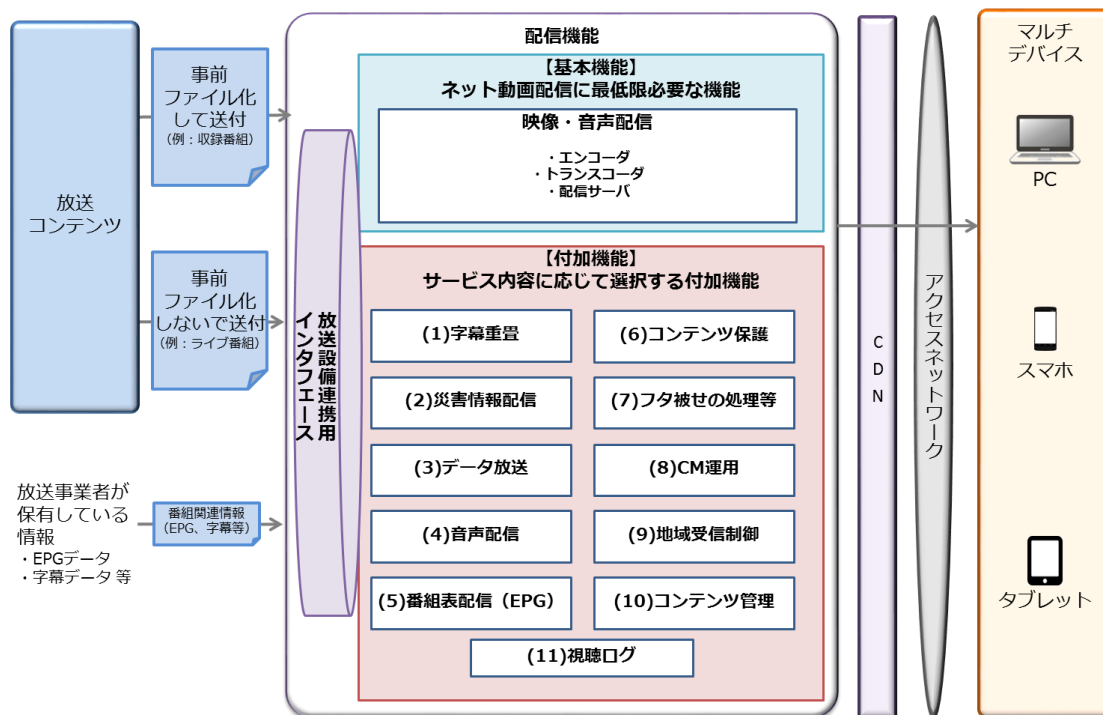 放送
コンテンツ
事前
ファイル化
して送付
（例：収録番組）
事前
ファイル化
しないで送付
（例：ライブ番組）
放送事業者が
保有している
情報
・EPGデータ
・字幕データ 等
番組関連情報
（EPG、字幕等）
配信機能
放送設備連携用
インタフェース
【基本機能】
ネット動画配信に最低限必要な機能
映像・音声配信
・エンコーダ
・トランスコーダ
・配信サーバ
【付加機能】
サービス内容に応じて選択する付加機能
(1)字幕重畳
(2)災害情報配信
(3)データ放送
(4)音声配信
(5)番組表配信（EPG）
(6)コンテンツ保護
(7)フタ被せの処理等
(8)CM運用
(9)地域受信制御
(10)コンテンツ管理
(11)視聴ログ
CDN
アクセスネットワーク
マルチ
デバイス
PC
スマホ
タブレット